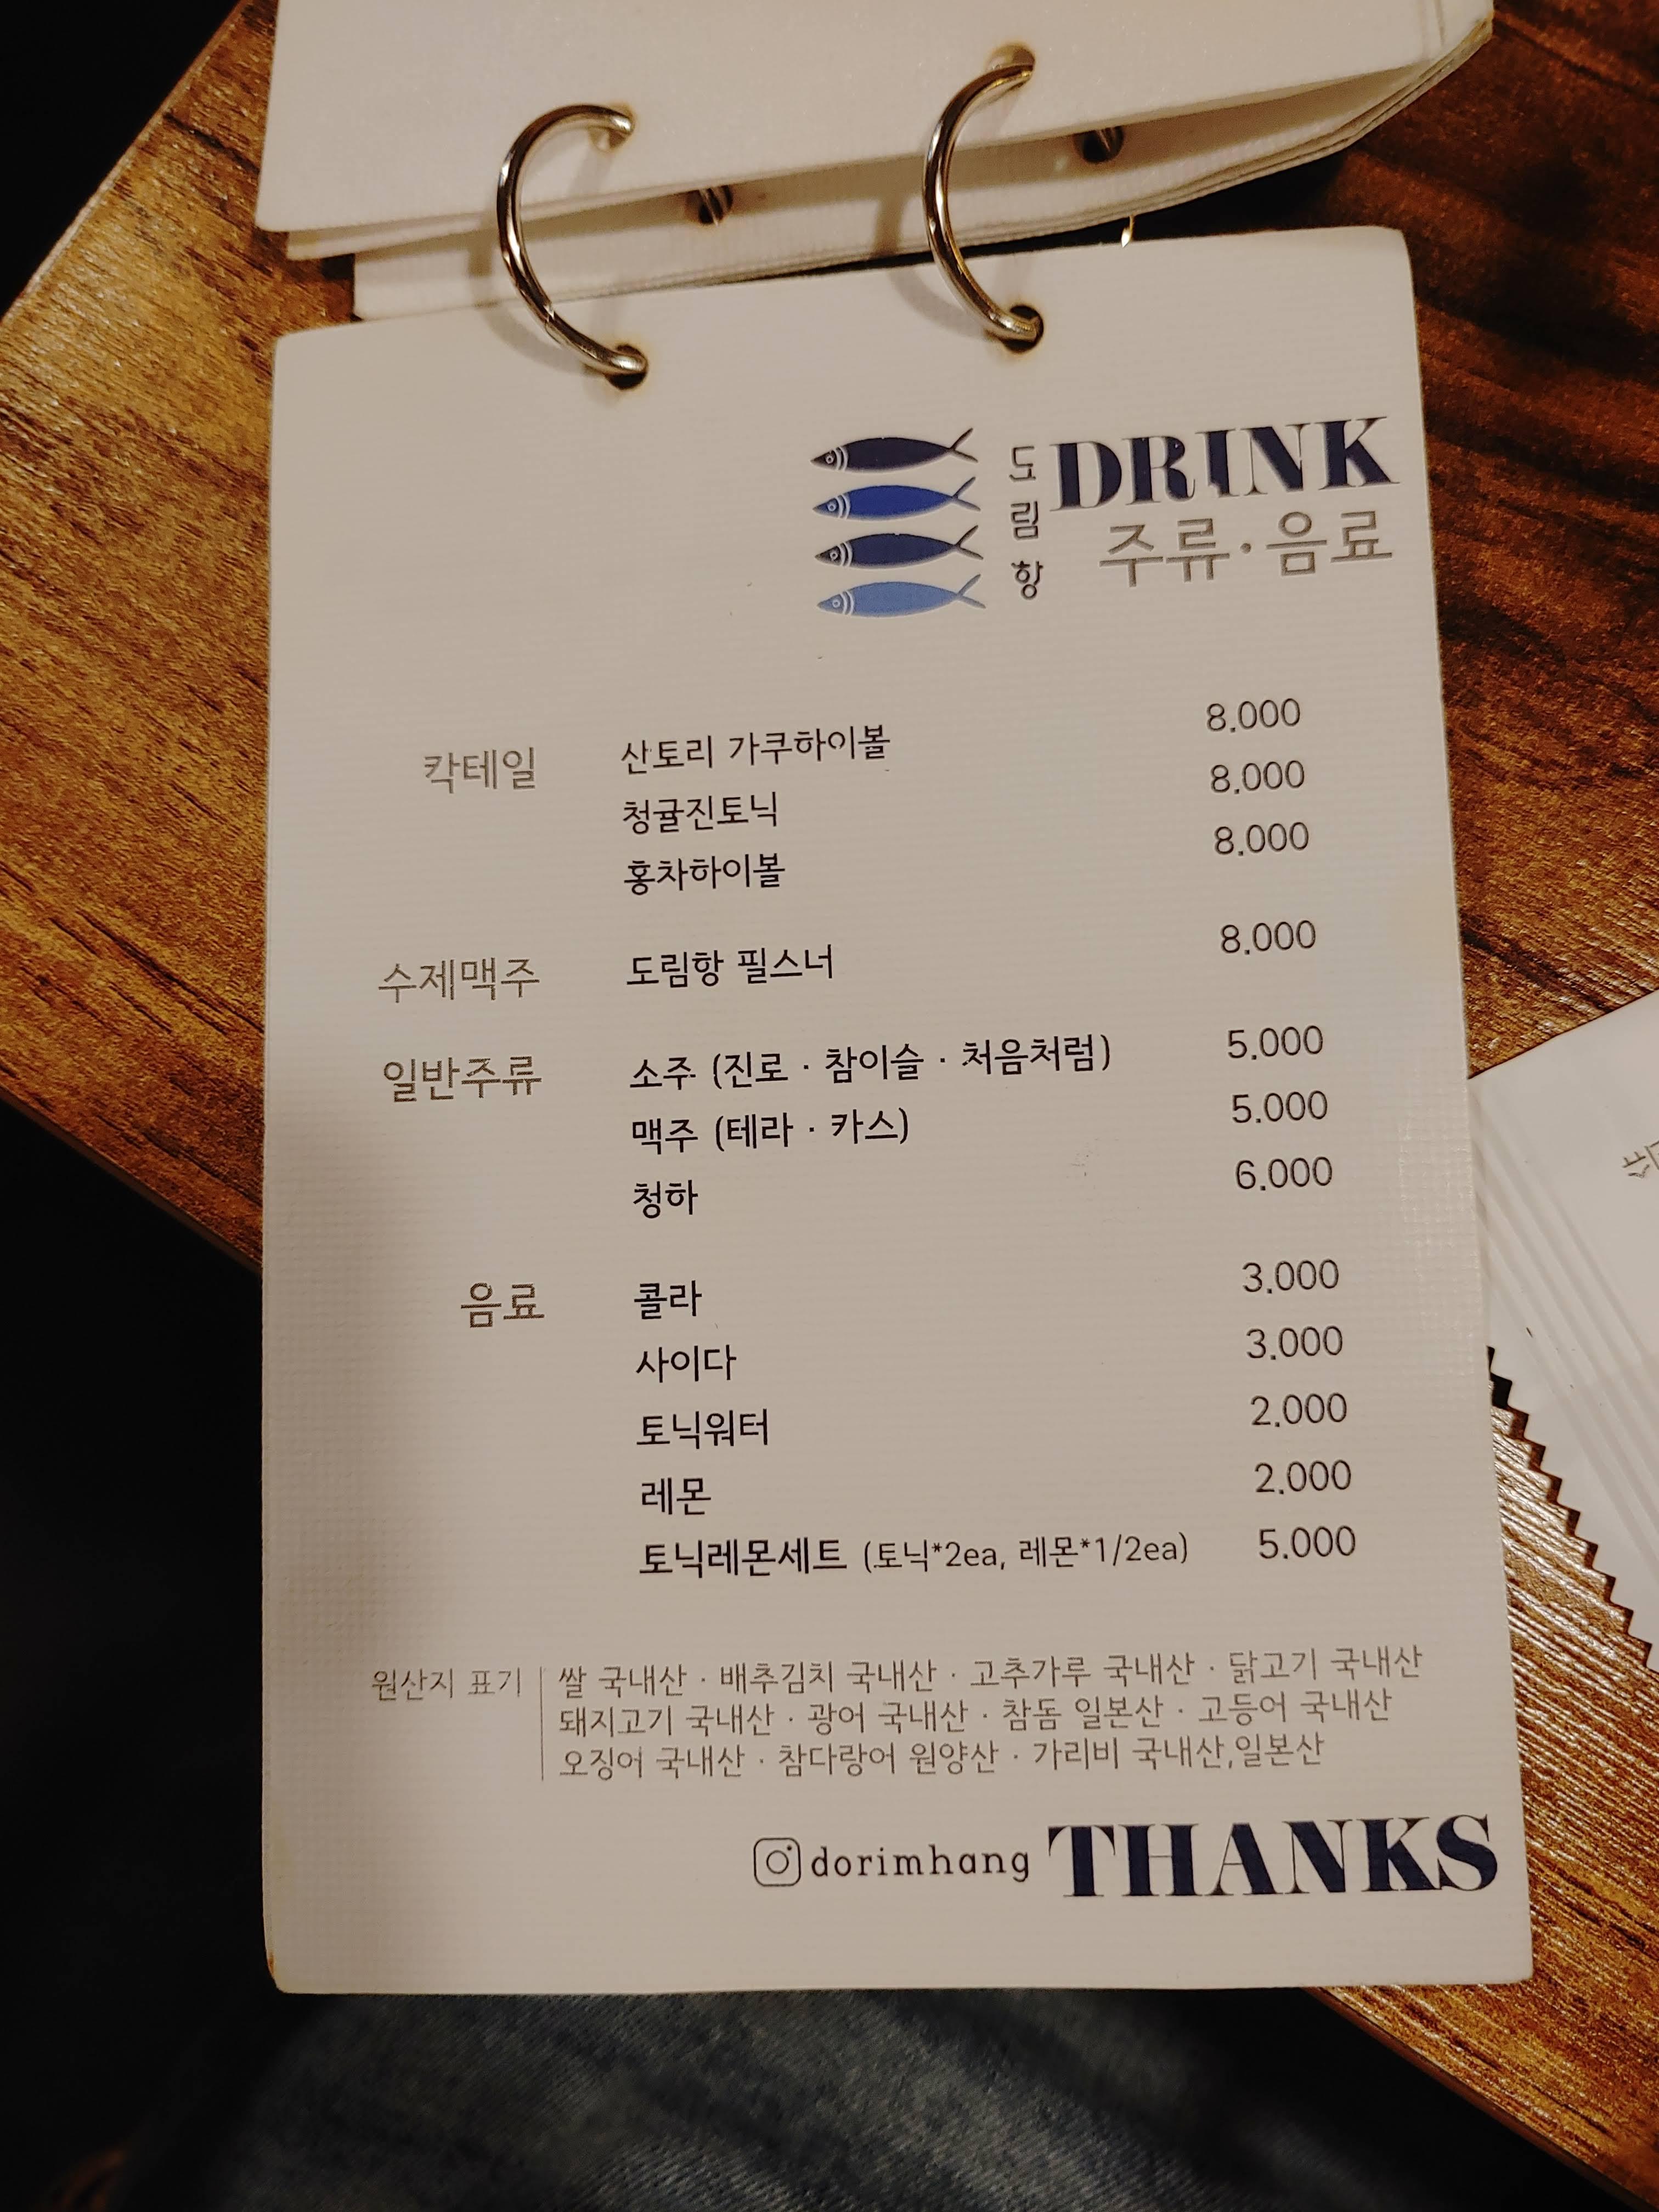 도림항
DRINK
주류·음료
칵테일 산토리 가쿠하이볼 8.000
청귤진토닉 8.000
홍차하이볼 8.000
수제맥주 도림항 필스너 8.000
일반주류 소주 (진로 · 참이슬 · 처음처럼) 5.000
맥주 (테라 · 카스) 5.000
청하 6.000
음료 콜라 3.000
사이다 3.000
토닉워터 2.000
레몬 2.000
토닉레몬세트 (토닉*2ea, 레몬*1/2ea) 5.000
원산지 표기 쌀 국내산 · 배추김치 국내산 · 고추가루 국내산 · 닭고기 국내산
돼지고기 국내산 · 광어 국내산 · 참돔 일본산 · 고등어 국내산
오징어 국내산 · 참다랑어 원양산 · 가리비 국내산,일본산
dorimhang THANKS